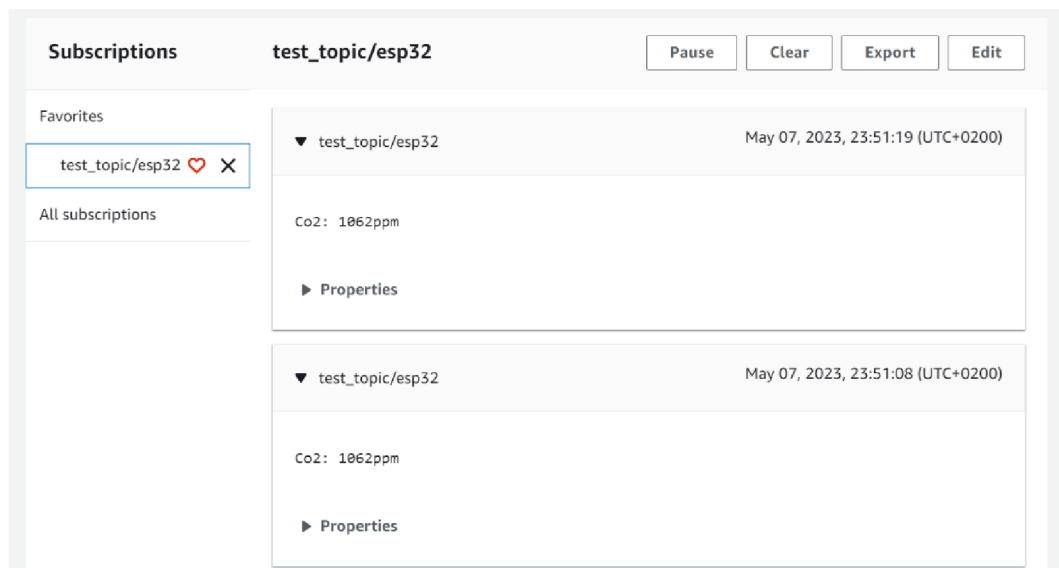 Subscriptions
test_topic/esp32
Pause
Clear
Export
Edit
Favorites
test_topic/esp32
All subscriptions
test_topic/esp32
May 07, 2023, 23:51:19 (UTC+0200)
Co2: 1062ppm
Properties
test_topic/esp32
May 07, 2023, 23:51:08 (UTC+0200)
Co2: 1062ppm
Properties